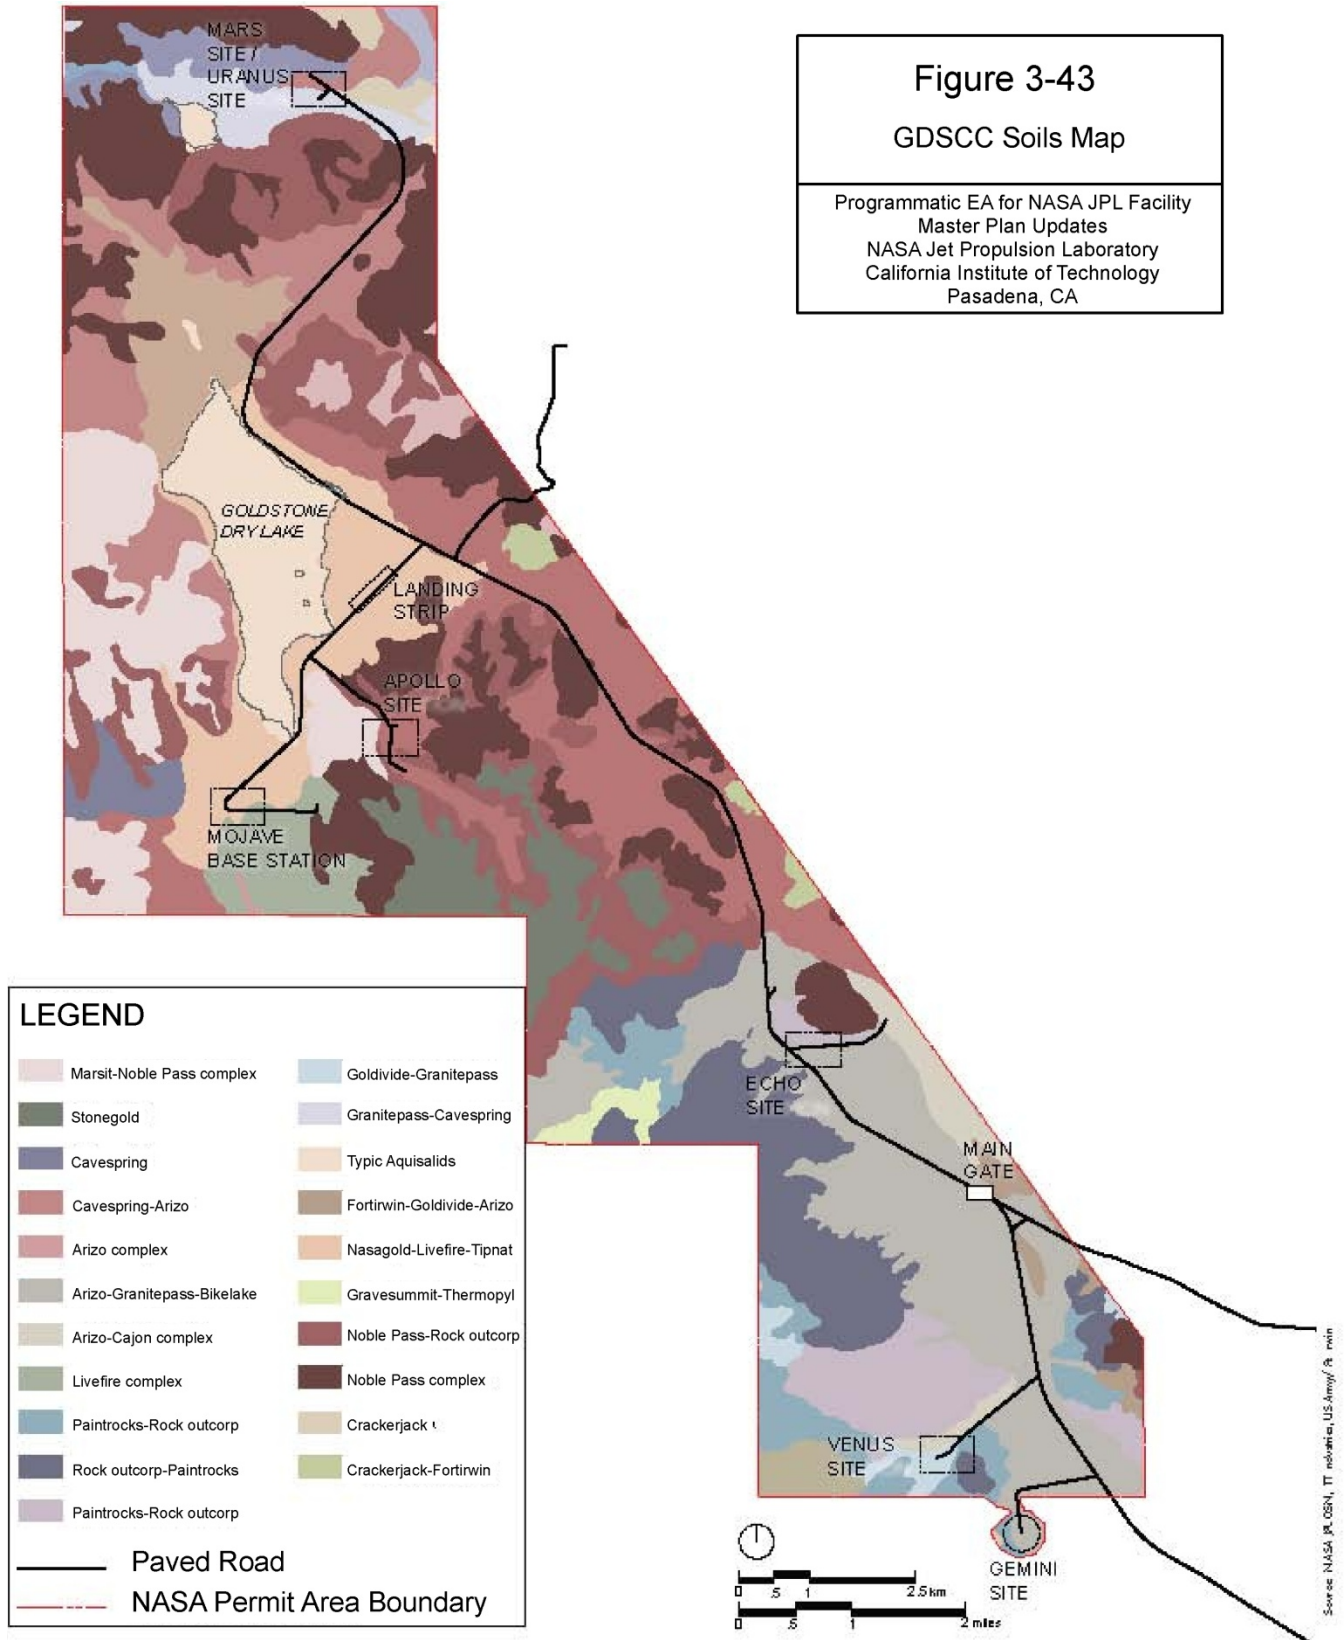 Figure 3-43
GDSCC Soils Map
Programmatic EA for NASA JPL Facility
Master Plan Updates
NASA Jet Propulsion Laboratory
California Institute of Technology
Pasadena, CA
MARS
SITE /
URANUS
SITE
GOLDSTONE
DRY LAKE
LANDING
STRIP
APOLLO
SITE
MOJAVE
BASE STATION
ECHO
SITE
MAIN
GATE
VENUS
SITE
GEMINI
SITE
LEGEND
Marsit-Noble Pass complex
Stonegold
Cavespring
Cavespring-Arizo
Arizo complex
Arizo-Granitepass-Bikelake
Arizo-Cajon complex
Livefire complex
Paintrocks-Rock outcorp
Rock outcorp-Paintrocks
Paintrocks-Rock outcorp
Goldivide-Granitepass
Granitepass-Cavespring
Typic Aquisalids
Fortirwin-Goldivide-Arizo
Nasagold-Livefire-Tipnat
Gravesummit-Thermopyl
Noble Pass-Rock outcorp
Noble Pass complex
Crackerjack
Crackerjack-Fortirwin
Paved Road
NASA Permit Area Boundary
0 .5 1 2.5 km
0 .5 1 2 miles
Source: NASA JPL, US Army/